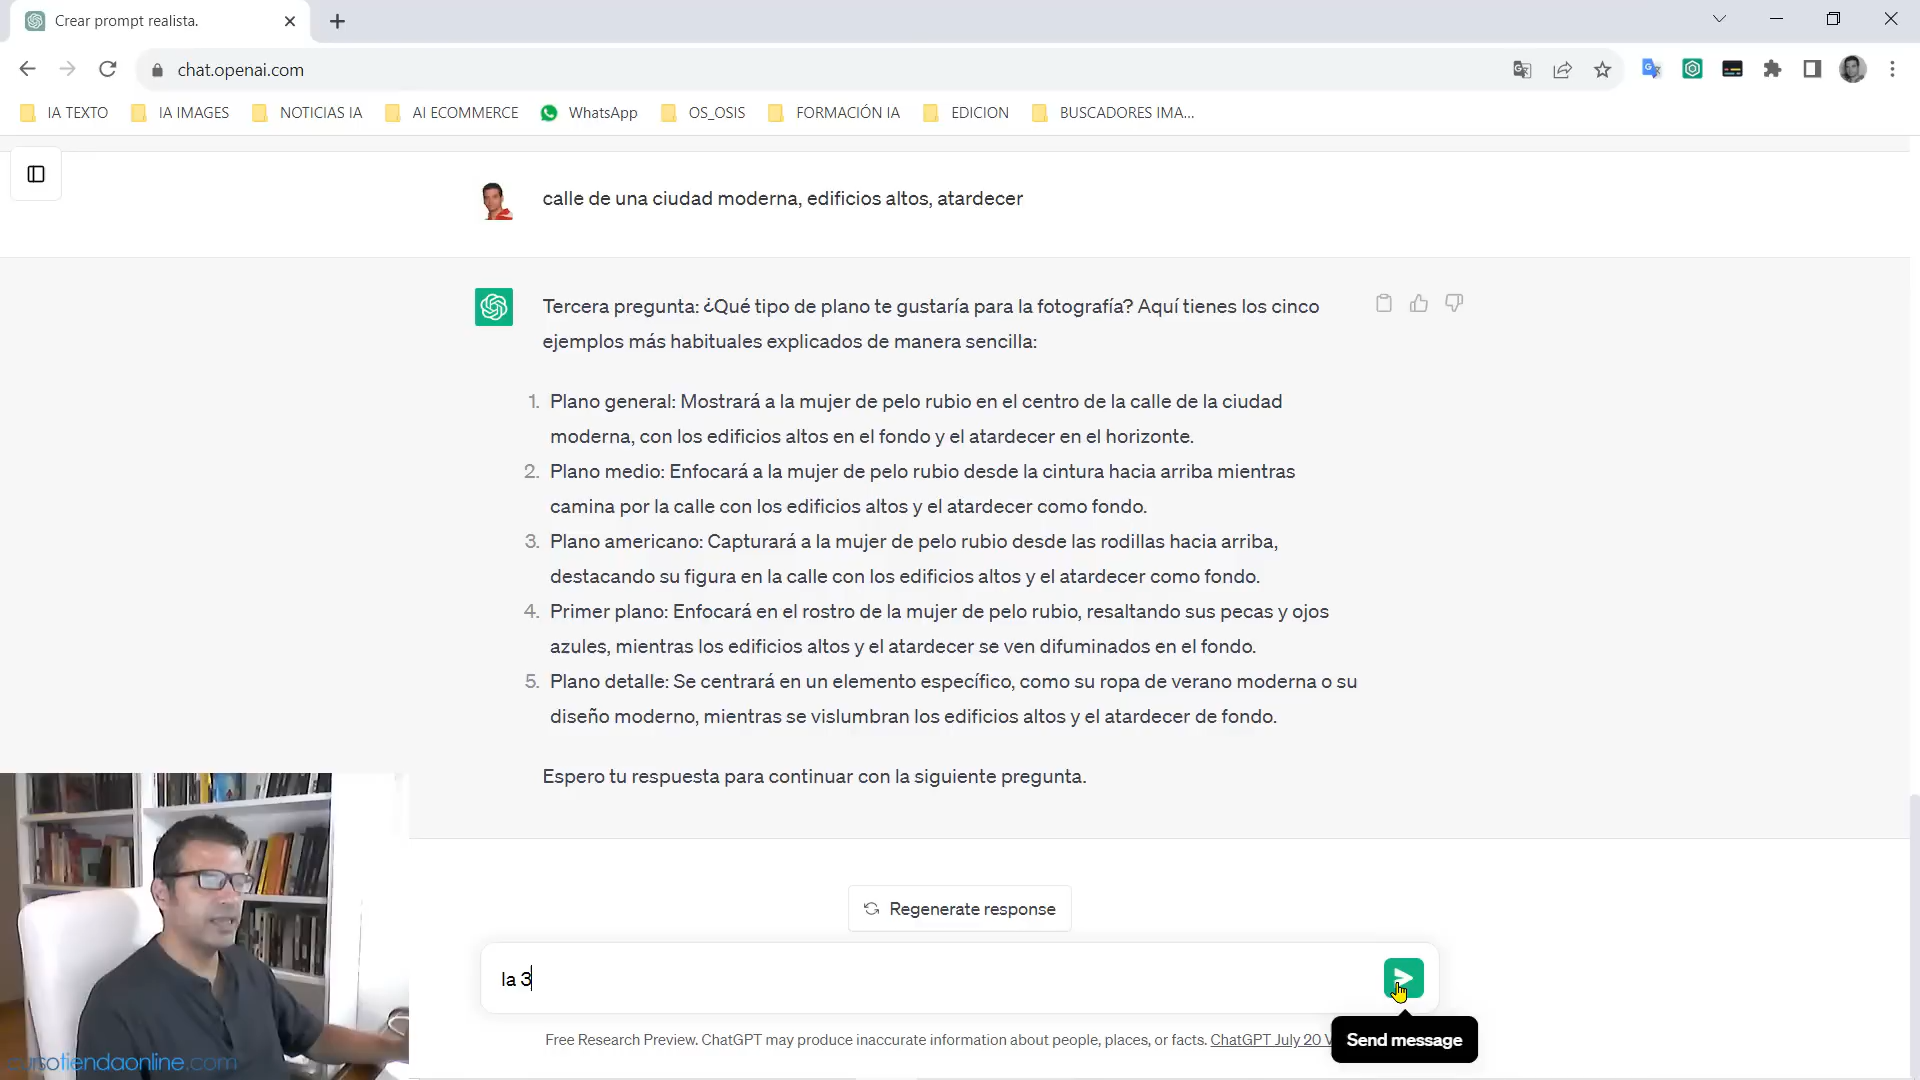 Crear prompt realista.
chat.openai.com
IA TEXTO
IA IMAGES
NOTICIAS IA
AI ECOMMERCE
WhatsApp
OS_OSIS
FORMACIÓN IA
EDICION
BUSCADORES IMA...
calle de una ciudad moderna, edificios altos, atardecer
Tercera pregunta: ¿Qué tipo de plano te gustaría para la fotografía? Aquí tienes los cinco
ejemplos más habituales explicados de manera sencilla:
1. Plano general: Mostrará a la mujer de pelo rubio en el centro de la calle de la ciudad
moderna, con los edificios altos en el fondo y el atardecer en el horizonte.
2. Plano medio: Enfocará a la mujer de pelo rubio desde la cintura hacia arriba mientras
camina por la calle con los edificios altos y el atardecer como fondo.
3. Plano americano: Capturará a la mujer de pelo rubio desde las rodillas hacia arriba,
destacando su figura en la calle con los edificios altos y el atardecer como fondo.
4. Primer plano: Enfocará en el rostro de la mujer de pelo rubio, resaltando sus pecas y ojos
azules, mientras los edificios altos y el atardecer se ven difuminados en el fondo.
5. Plano detalle: Se centrará en un elemento específico, como su ropa de verano moderna o su
diseño moderno, mientras se vislumbran los edificios altos y el atardecer de fondo.
Espero tu respuesta para continuar con la siguiente pregunta.
Regenerate response
la 3
Free Research Preview. ChatGPT may produce inaccurate information about people, places, or facts. ChatGPT July 20 V
Send message
cursotiendaonline.com